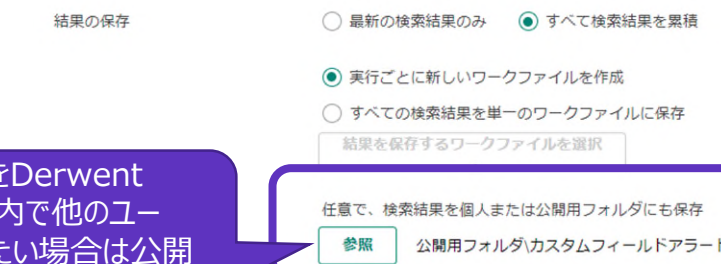 結果の保存
最新の検索結果のみ
すべて検索結果を累積
実行ごとに新しいワークファイルを作成
すべての検索結果を単一のワークファイルに保存
結果を保存するワークファイルを選択
をDerwent
内で他のユー
たい場合は公開
任意で、検索結果を個人または公開用フォルダにも保存
参照
公開用フォルダ\カスタムフィールドアラート